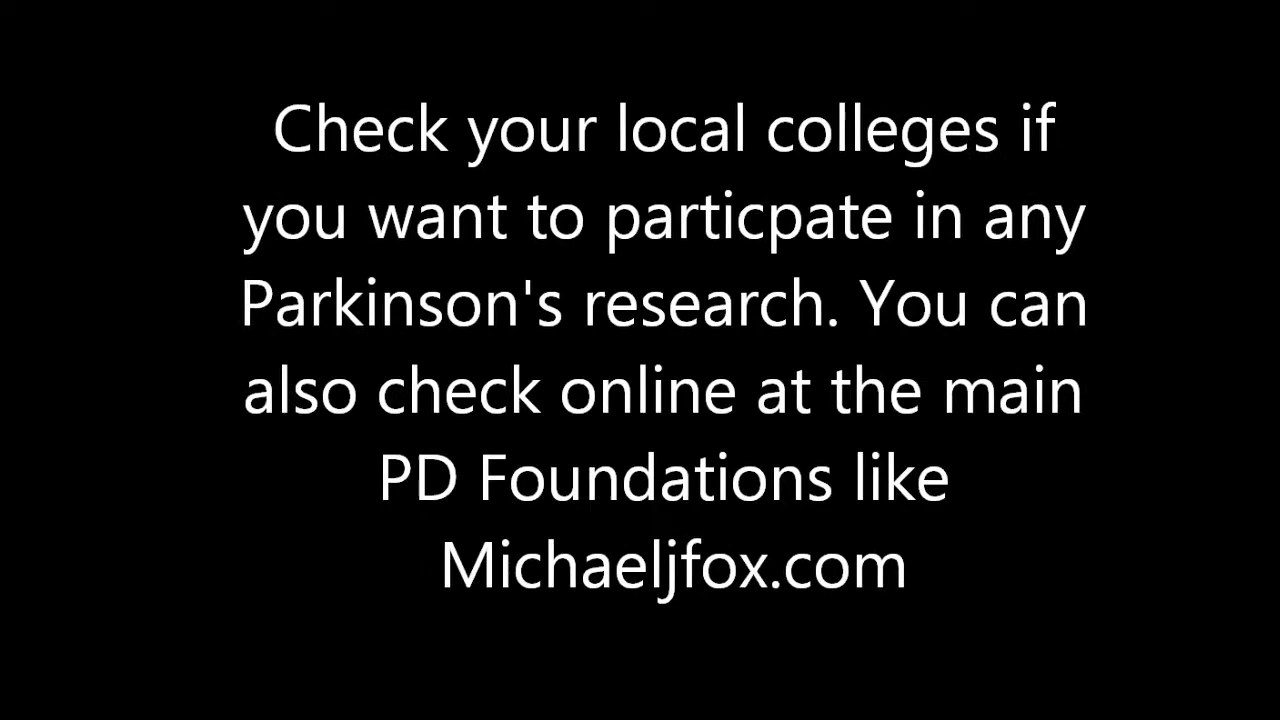 Check your local colleges if
you want to particpate in any
Parkinson's research. You can
also check online at the main
PD Foundations like
Michaeljfox.com